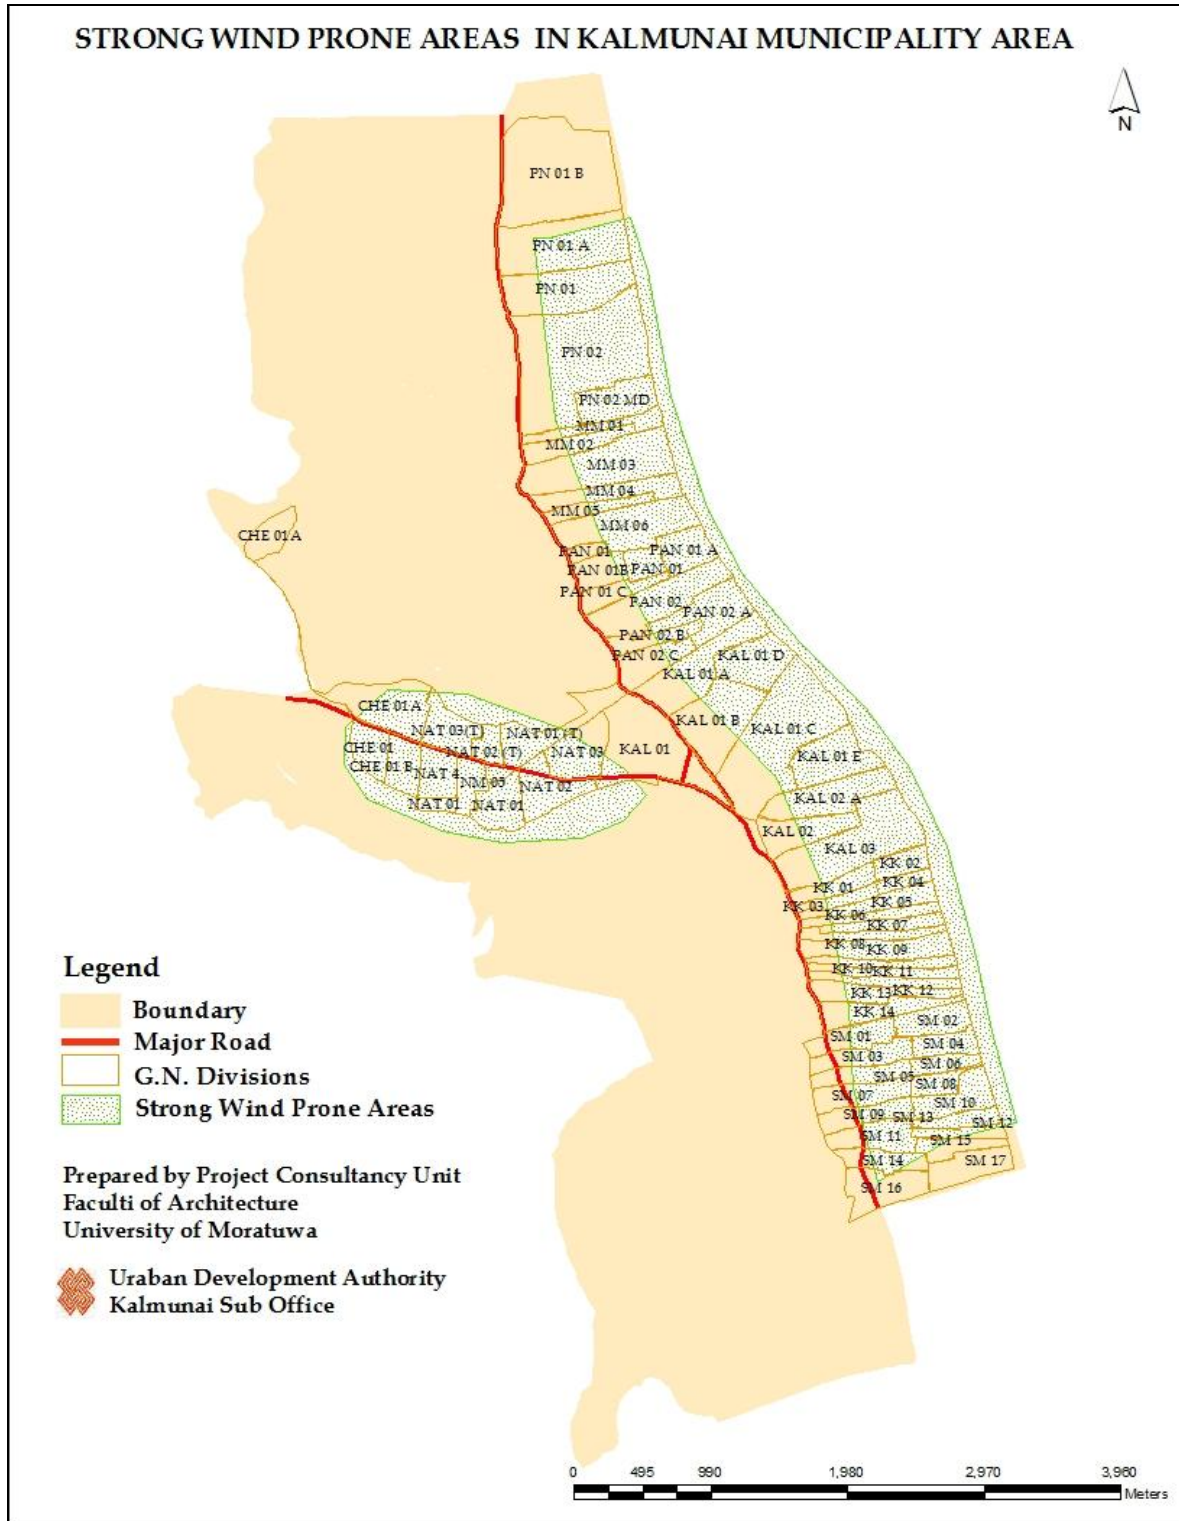 STRONG WIND PRONE AREAS IN KALMUNAI MUNICIPALITY AREA
N
PN 01 B
PN 01 A
PN 01
PN 02
PN 02 MD
MM 01
MM 02
MM 03
MM 04
MM 05
MM 06
CHE 01 A
PAN 01
PAN 01 A
PAN 01B
PAN 01
PAN 01 C
PAN 02
PAN 02 A
PAN 02 B
PAN 02 C
KAL 01 D
KAL 01 A
CHE 01 A
KAL 01 B
KAL 01 C
NAT 03(T)
NAT 01 (T)
CHE 01
NAT 02 (T)
NAT 03
KAL 01
KAL 01 E
CHE 01 B
NAT 4
NM 05
NAT 02
NAT 01
NAT 01
KAL 02 A
KAL 02
KAL 03
KK 02
KK 01
KK 04
KK 03
KK 05
KK 06
KK 07
KK 08
KK 09
KK 10
KK 11
KK 13
KK 12
KK 14
SM 02
SM 01
SM 04
SM 03
SM 06
SM 05
SM 08
SM 07
SM 10
SM 09
SM 13
SM 12
SM 11
SM 15
SM 14
SM 17
SM 16
Legend
Boundary
Major Road
G.N. Divisions
Strong Wind Prone Areas
Prepared by Project Consultancy Unit
Faculti of Architecture
University of Moratuwa
Uraban Development Authority
Kalmunai Sub Office
0 495 990 1,980 2,970 3,960
Meters